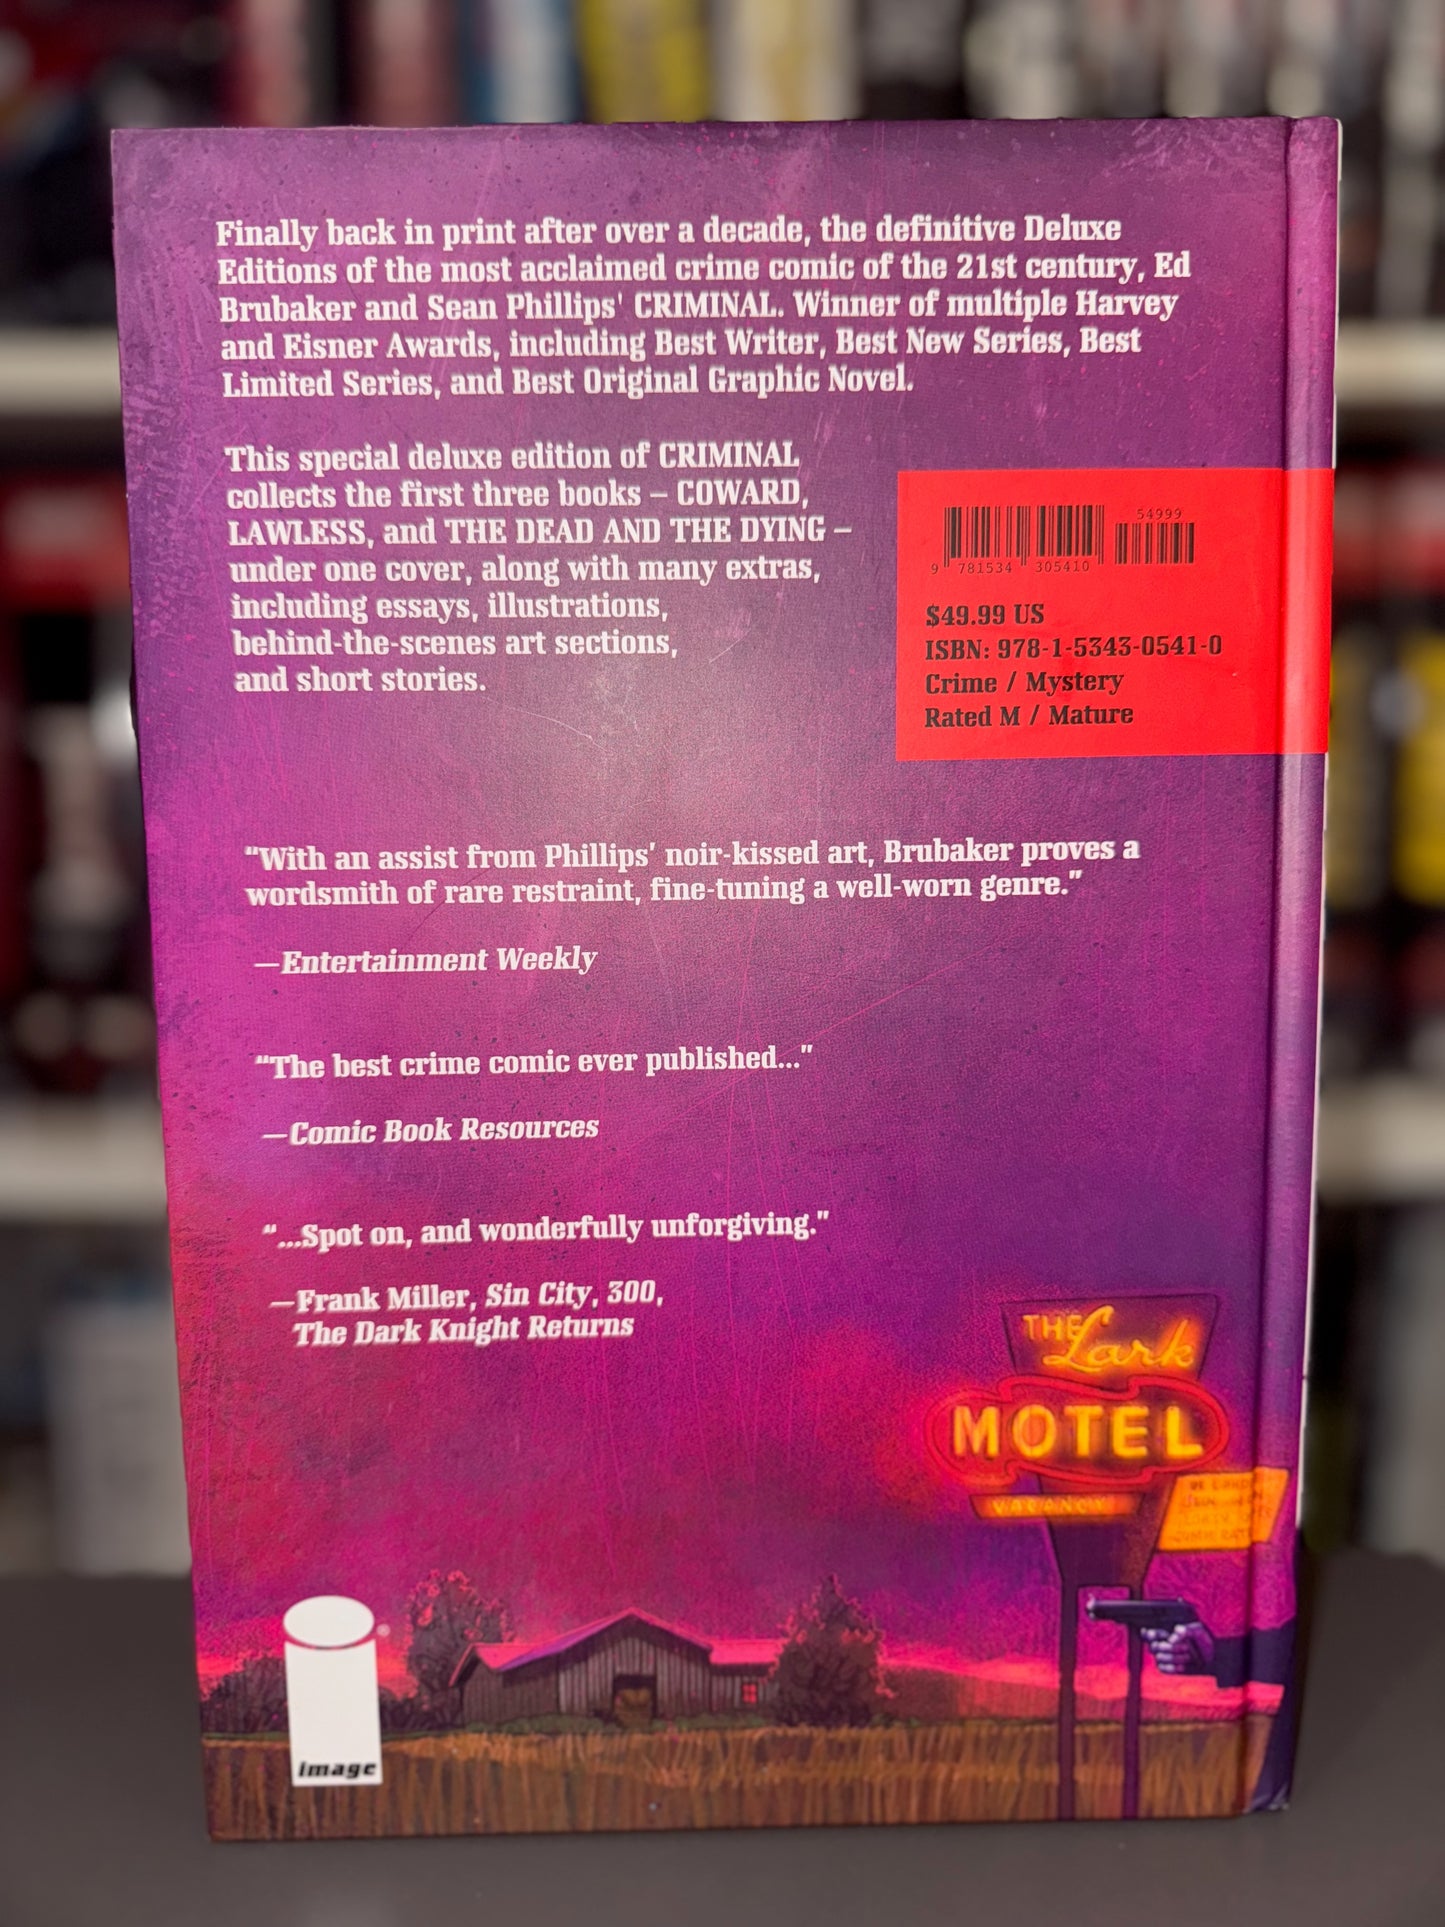 Finally back in print after over a decade, the definitive Deluxe
Editions of the most acclaimed crime comic of the 21st century, Ed
Brubaker and Sean Phillips' CRIMINAL. Winner of multiple Harvey
and Eisner Awards, including Best Writer, Best New Series, Best
Limited Series, and Best Original Graphic Novel.
This special deluxe edition of CRIMINAL
collects the first three books – COWARD,
LAWLESS, and THE DEAD AND THE DYING –
under one cover, along with many extras,
including essays, illustrations,
behind-the-scenes art sections,
and short stories.
54999
9 781534 305410
$49.99 US
ISBN: 978-1-5343-0541-0
Crime / Mystery
Rated M / Mature
“With an assist from Phillips’ noir-kissed art, Brubaker proves a
wordsmith of rare restraint, fine-tuning a well-worn genre.”
—Entertainment Weekly
“The best crime comic ever published...”
—Comic Book Resources
“...Spot on, and wonderfully unforgiving.”
—Frank Miller, Sin City, 300,
The Dark Knight Returns
THE Lark
MOTEL
VACANCY
image®